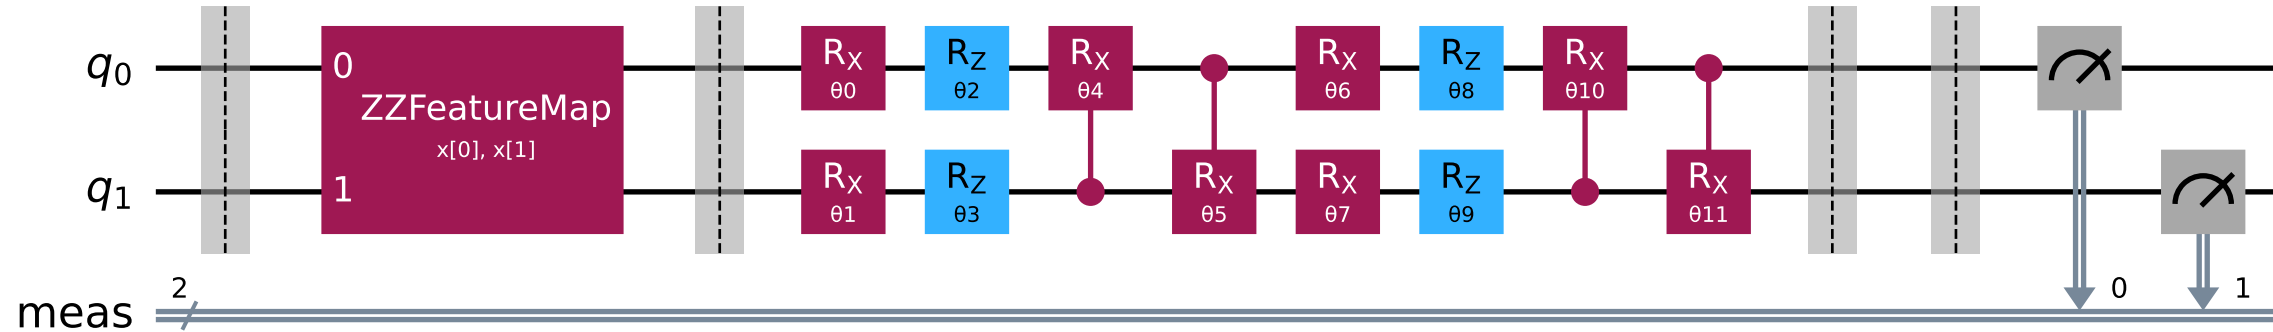 q0 0 ZZFeatureMap x[0], x[1] RX θ0 RZ θ2 RX θ4 RX θ6 RZ θ8 RX θ10
q1 1 RX θ1 RZ θ3 RX θ5 RX θ7 RZ θ9 RX θ11
meas 2 0 1